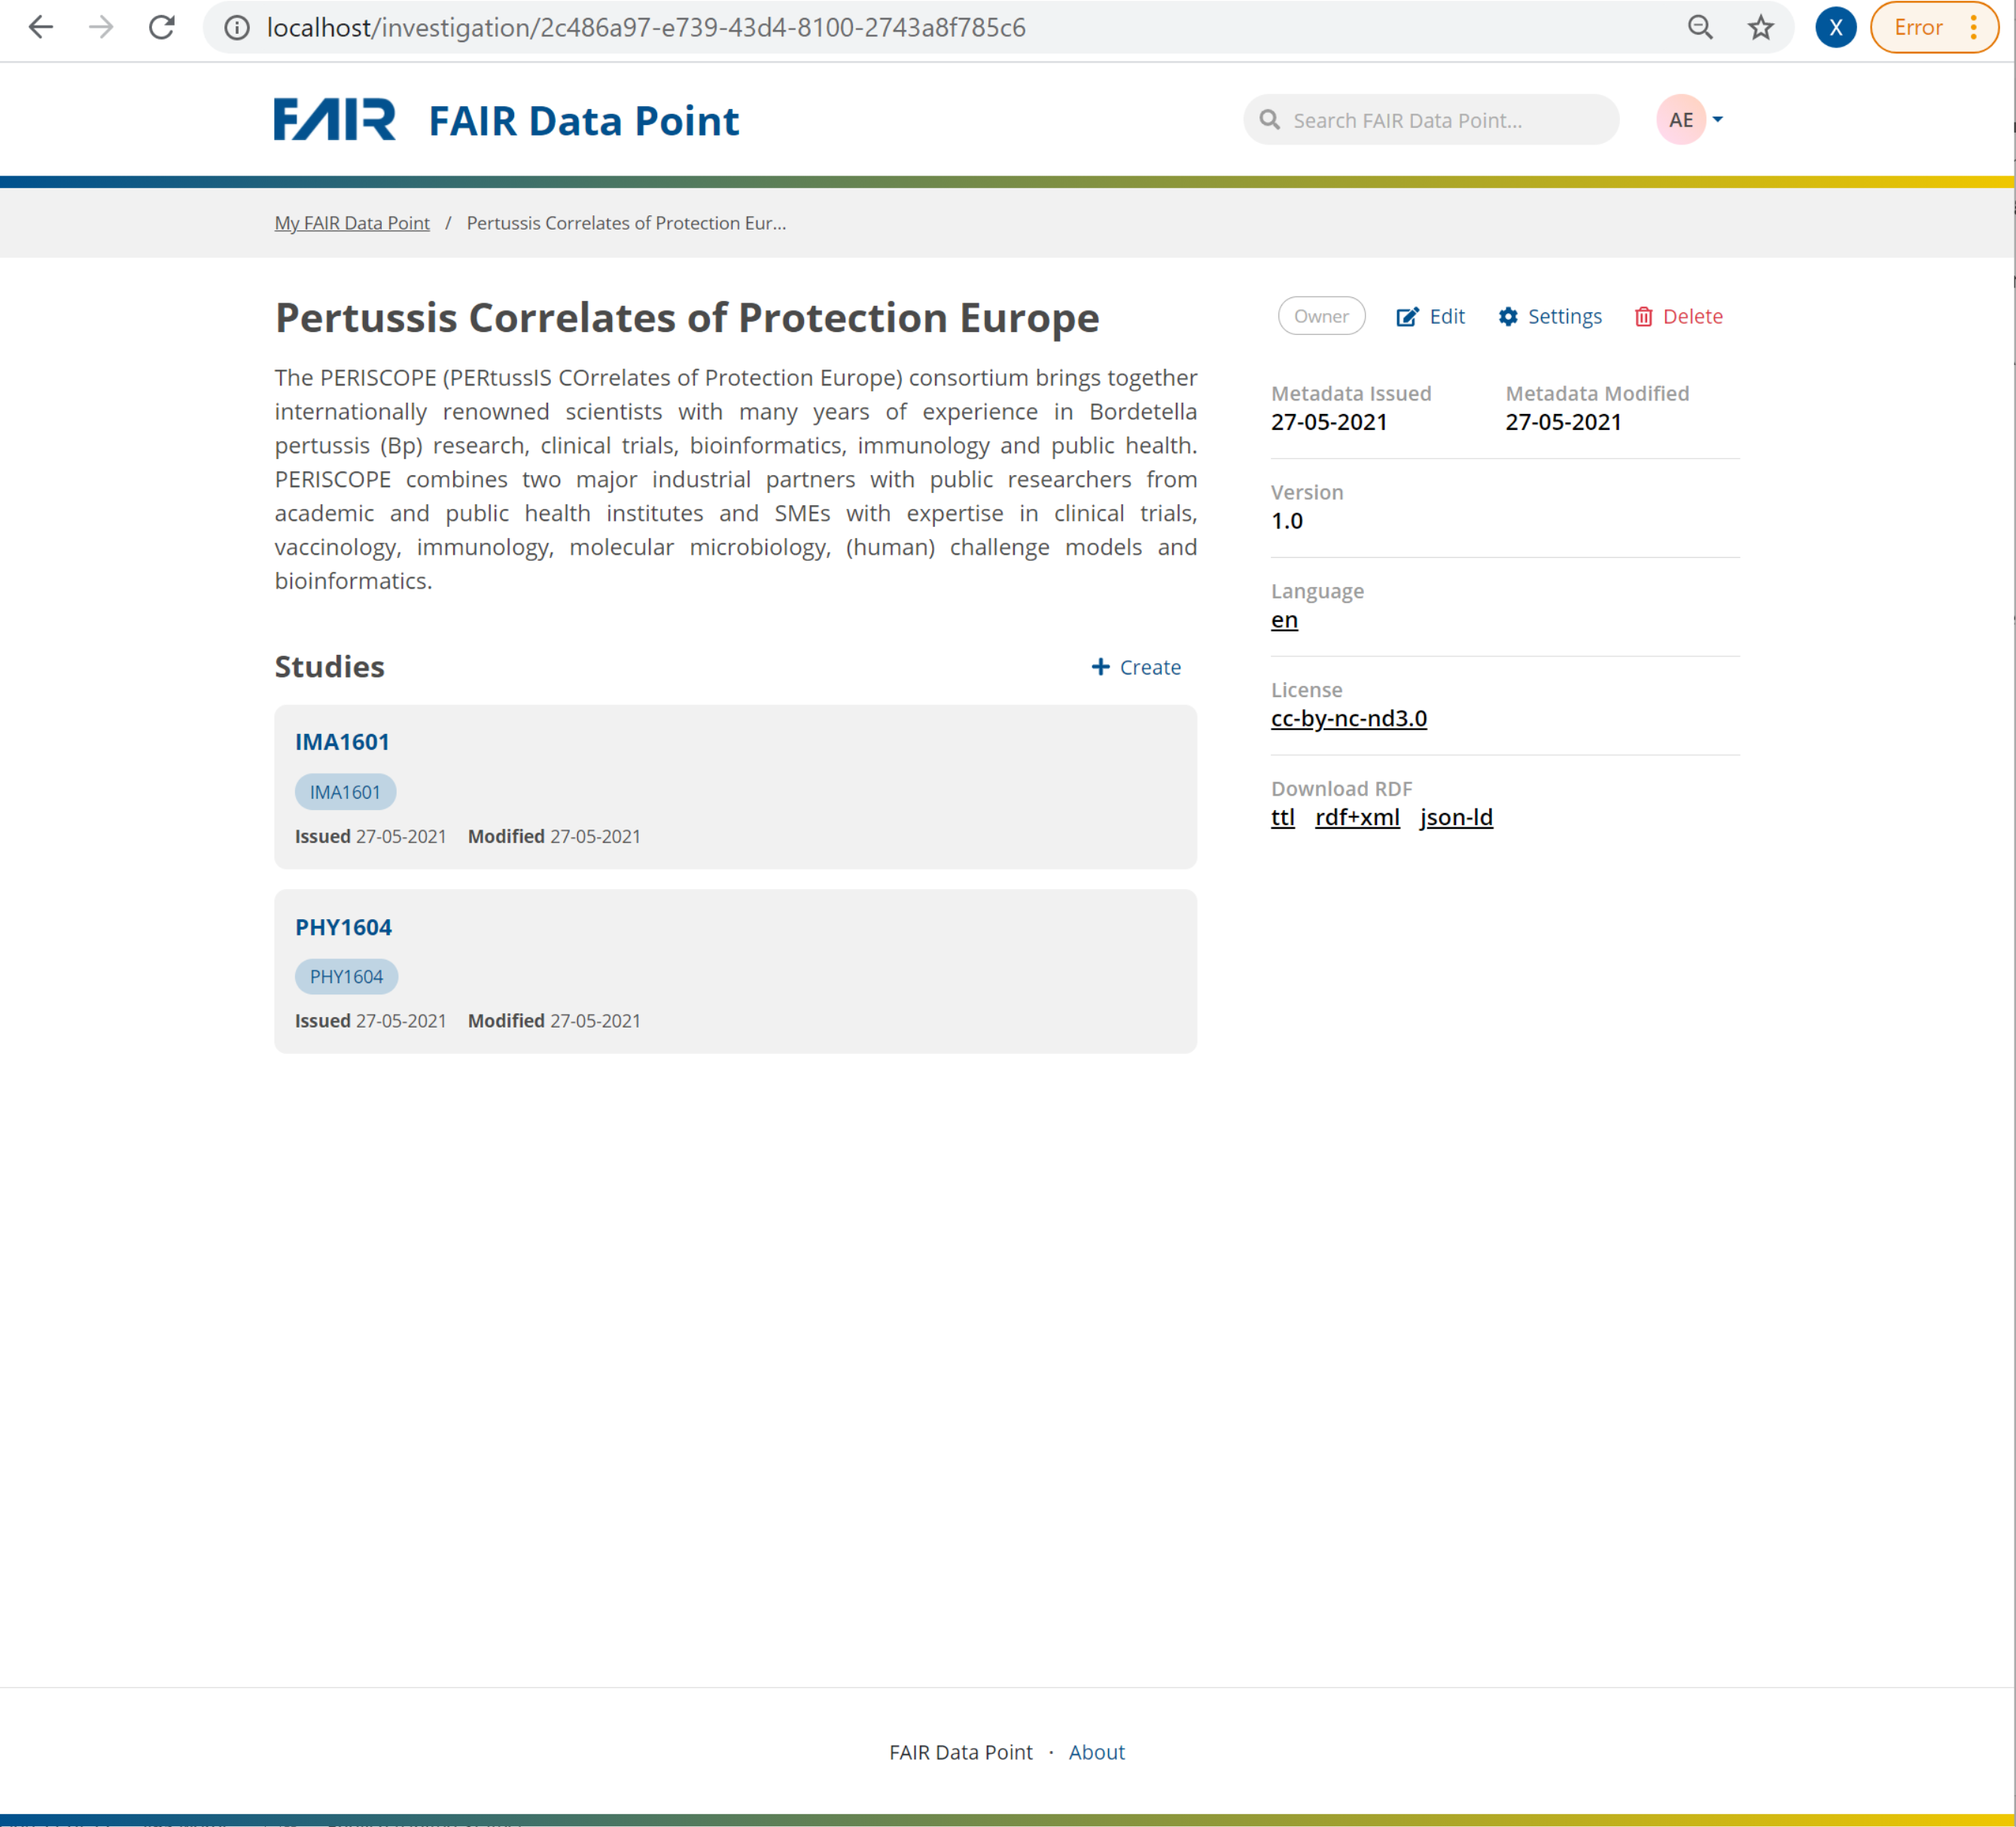 localhost/investigation/2c486a97-e739-43d4-8100-2743a8f785c6
X
Error
FAIR
FAIR Data Point
Search FAIR Data Point...
AE
My FAIR Data Point / Pertussis Correlates of Protection Eur...
Pertussis Correlates of Protection Europe
Owner
Edit
Settings
Delete
The PERISCOPE (PERtussIS COrrelates of Protection Europe) consortium brings together
internationally renowned scientists with many years of experience in Bordetella
pertussis (Bp) research, clinical trials, bioinformatics, immunology and public health.
PERISCOPE combines two major industrial partners with public researchers from
academic and public health institutes and SMEs with expertise in clinical trials,
vaccinology, immunology, molecular microbiology, (human) challenge models and
bioinformatics.
Studies
Create
IMA1601
IMA1601
Issued 27-05-2021 Modified 27-05-2021
PHY1604
PHY1604
Issued 27-05-2021 Modified 27-05-2021
Metadata Issued
27-05-2021
Metadata Modified
27-05-2021
Version
1.0
Language
en
License
cc-by-nc-nd3.0
Download RDF
ttl rdf+xml json-ld
FAIR Data Point · About